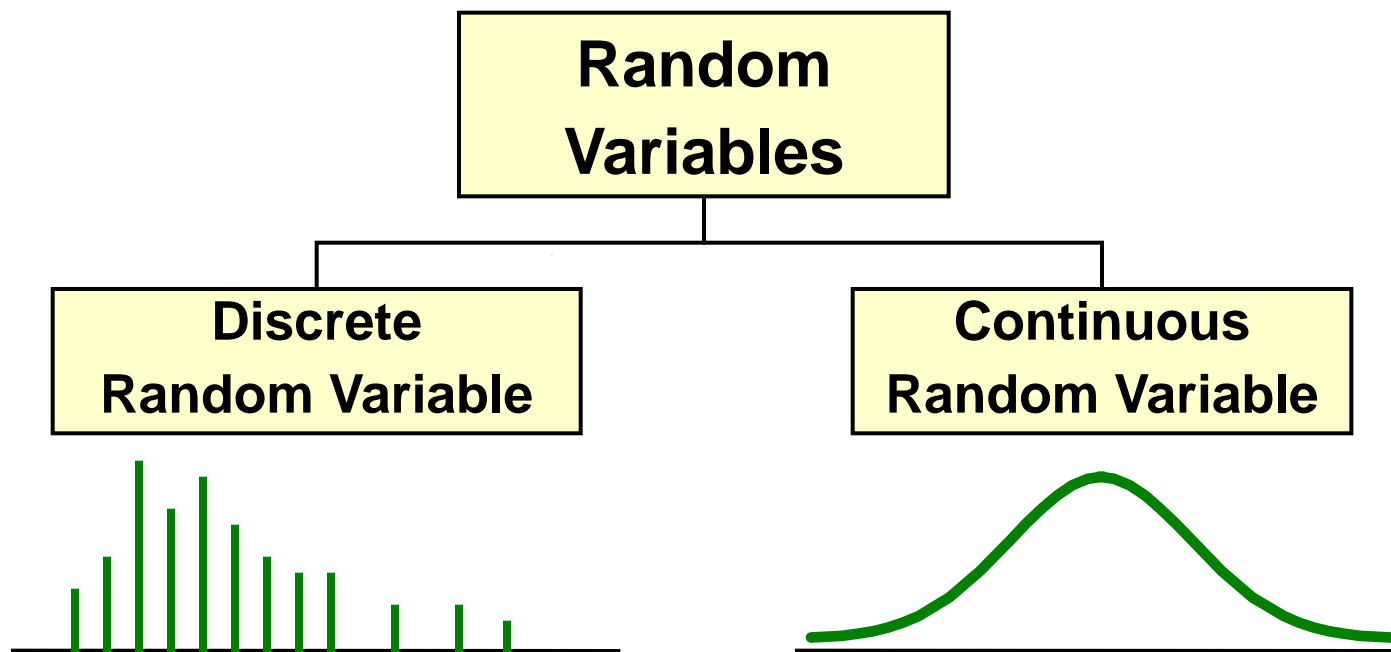 Random
Variables
Discrete
Random Variable
Continuous
Random Variable